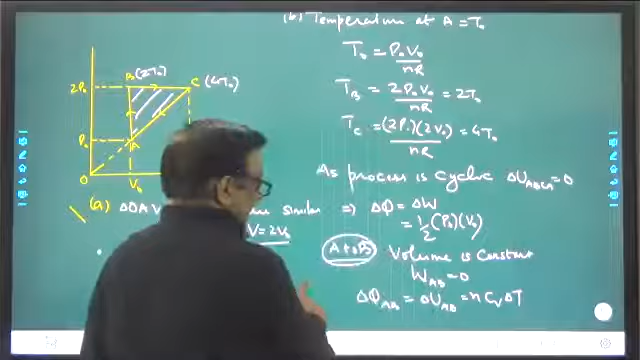 (b) Temperature at A = T₀
T₀ = P₀V₀/nR
B (2T₀)
C (4T₀)
2P₀
T_B = 2P₀V₀/nR = 2T₀
T_C = (2P₀)(2V₀)/nR = 4T₀
P₀
A
O
V₀
As process is cyclic ΔU_ABCA = 0
(a) ΔOAV
similar ⇒ ΔQ = ΔW
V = 2V₀
= 1/2 (P₀)(V₀)
A to B
Volume is constant
W_AB = 0
ΔQ_AB = ΔU_AB = nC_vΔT